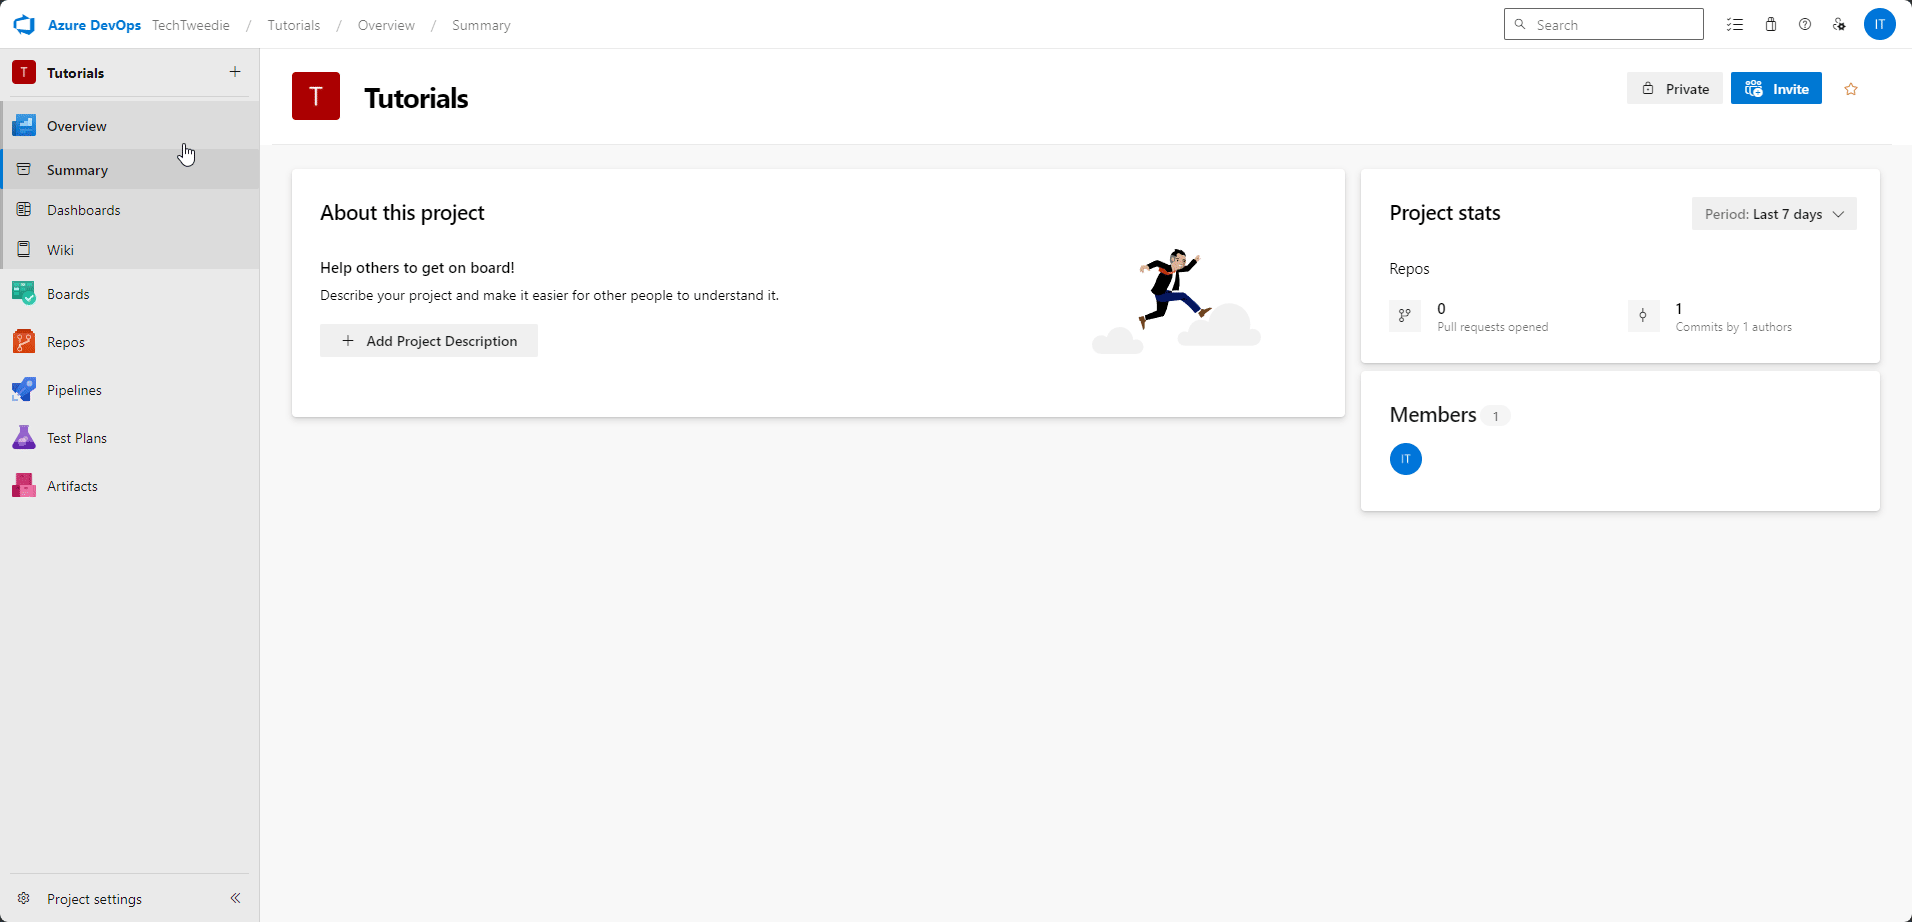 Azure DevOps TechTweedie / Tutorials / Overview / Summary
Search
IT
T Tutorials
Overview
Summary
Dashboards
Wiki
Boards
Repos
Pipelines
Test Plans
Artifacts
Project settings
T Tutorials
Private
Invite
About this project
Help others to get on board!
Describe your project and make it easier for other people to understand it.
+ Add Project Description
Project stats
Period: Last 7 days
Repos
0
Pull requests opened
1
Commits by 1 authors
Members 1
IT